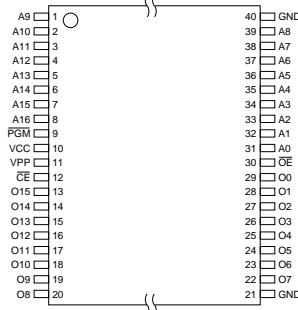 A9 1 40 GND
A10 2 39 A8
A11 3 38 A7
A12 4 37 A6
A13 5 36 A5
A14 6 35 A4
A15 7 34 A3
A16 8 33 A2
P̅G̅M̅ 9 32 A1
VCC 10 31 A0
VPP 11 30 O̅E̅
C̅E̅ 12 29 O0
O15 13 28 O1
O14 14 27 O2
O13 15 26 O3
O12 16 25 O4
O11 17 24 O5
O10 18 23 O6
O9 19 22 O7
O8 20 21 GND